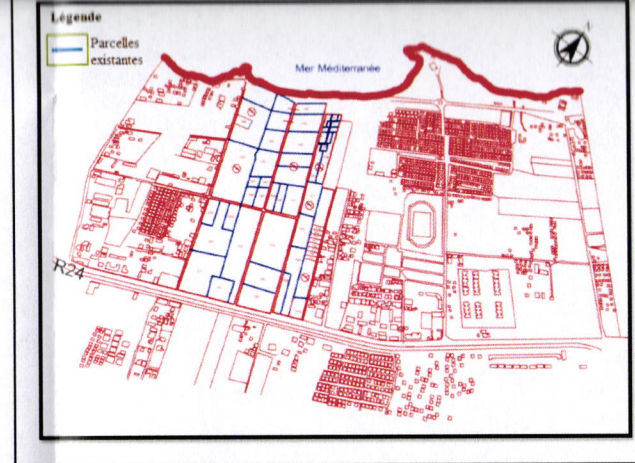 Légende
Parcelles
existantes
Mer Méditerranée
R24